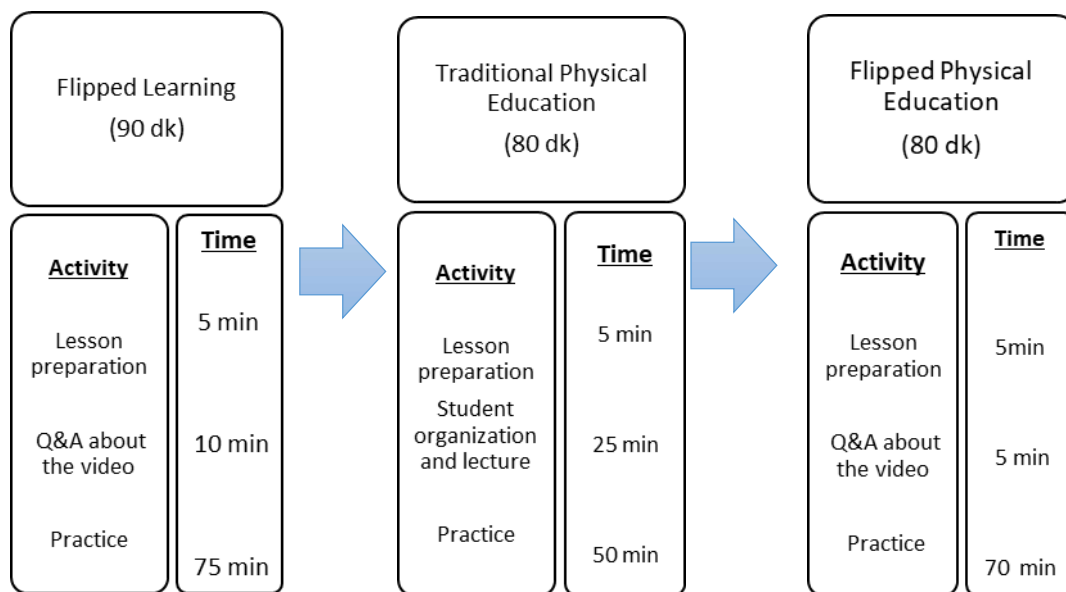 Flipped Learning
(90 dk)
Activity
Lesson
preparation
Q&A about
the video
Practice
Time
5 min
10 min
75 min
Traditional Physical
Education
(80 dk)
Activity
Lesson
preparation
Student
organization
and lecture
Practice
Time
5 min
25 min
50 min
Flipped Physical
Education
(80 dk)
Activity
Lesson
preparation
Q&A about
the video
Practice
Time
5min
5 min
70 min